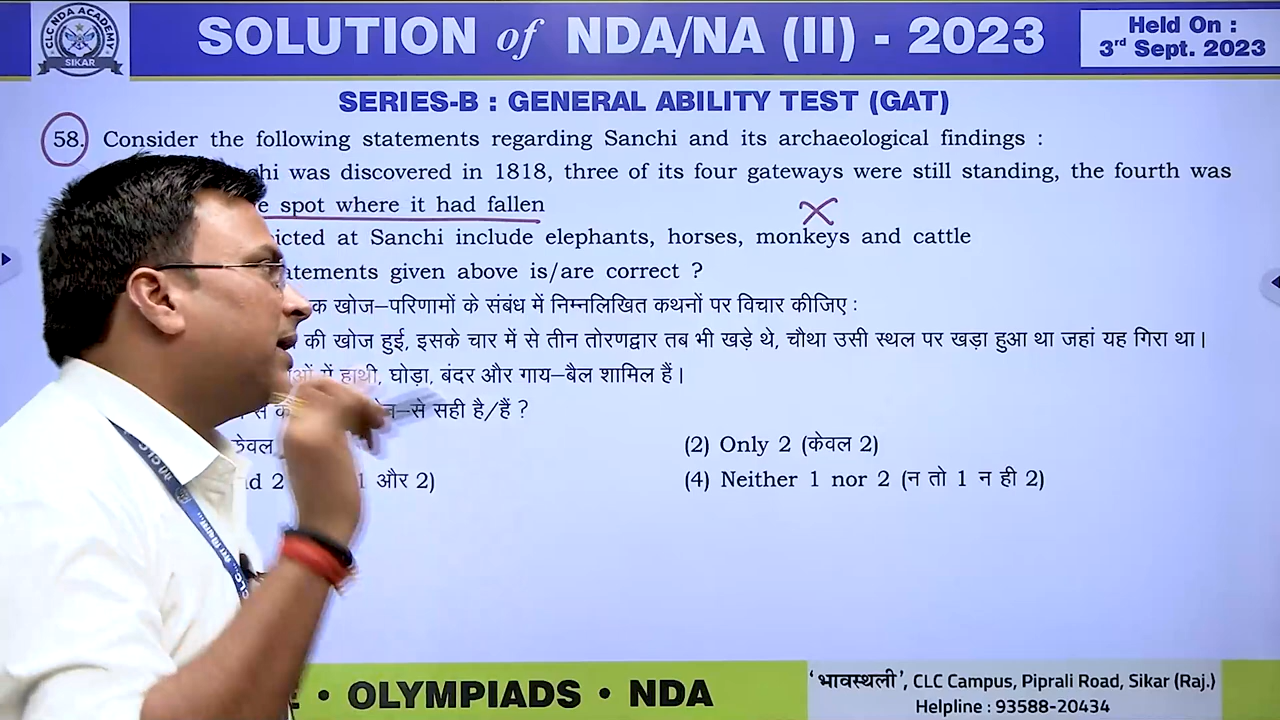 CLC NDA ACADEMY
SIKAR
SOLUTION of NDA/NA (II) - 2023
Held On :
3rd Sept. 2023
SERIES-B : GENERAL ABILITY TEST (GAT)
58. Consider the following statements regarding Sanchi and its archaeological findings :
was discovered in 1818, three of its four gateways were still standing, the fourth was
spot where it had fallen
at Sanchi include elephants, horses, monkeys and cattle
given above is/are correct ?
खोज–परिणामों के संबंध में निम्नलिखित कथनों पर विचार कीजिए :
की खोज हुई, इसके चार में से तीन तोरणद्वार तब भी खड़े थे, चौथा उसी स्थल पर खड़ा हुआ था जहां यह गिरा था।
में हाथी, घोड़ा, बंदर और गाय–बैल शामिल हैं।
सही है/हैं ?
(2) Only 2 (केवल 2)
2 1 और 2)
(4) Neither 1 nor 2 (न तो 1 न ही 2)
• OLYMPIADS • NDA
'भावस्थली', CLC Campus, Piprali Road, Sikar (Raj.)
Helpline : 93588-20434